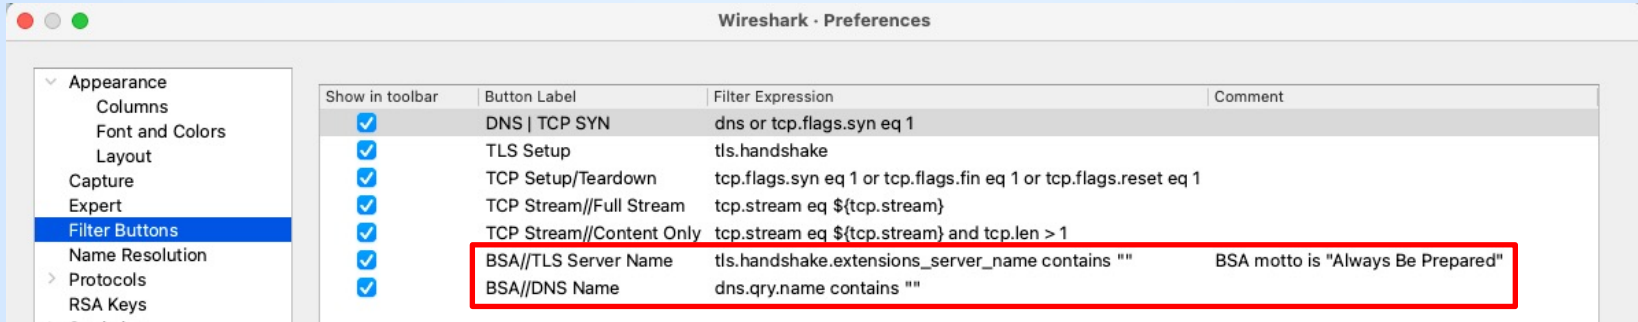 Wireshark · Preferences
Appearance
Columns
Font and Colors
Layout
Capture
Expert
Filter Buttons
Name Resolution
Protocols
RSA Keys
Show in toolbar Button Label Filter Expression Comment
DNS | TCP SYN dns or tcp.flags.syn eq 1
TLS Setup tls.handshake
TCP Setup/Teardown tcp.flags.syn eq 1 or tcp.flags.fin eq 1 or tcp.flags.reset eq 1
TCP Stream//Full Stream tcp.stream eq ${tcp.stream}
TCP Stream//Content Only tcp.stream eq ${tcp.stream} and tcp.len > 1
BSA//TLS Server Name tls.handshake.extensions_server_name contains "" BSA motto is "Always Be Prepared"
BSA//DNS Name dns.qry.name contains ""